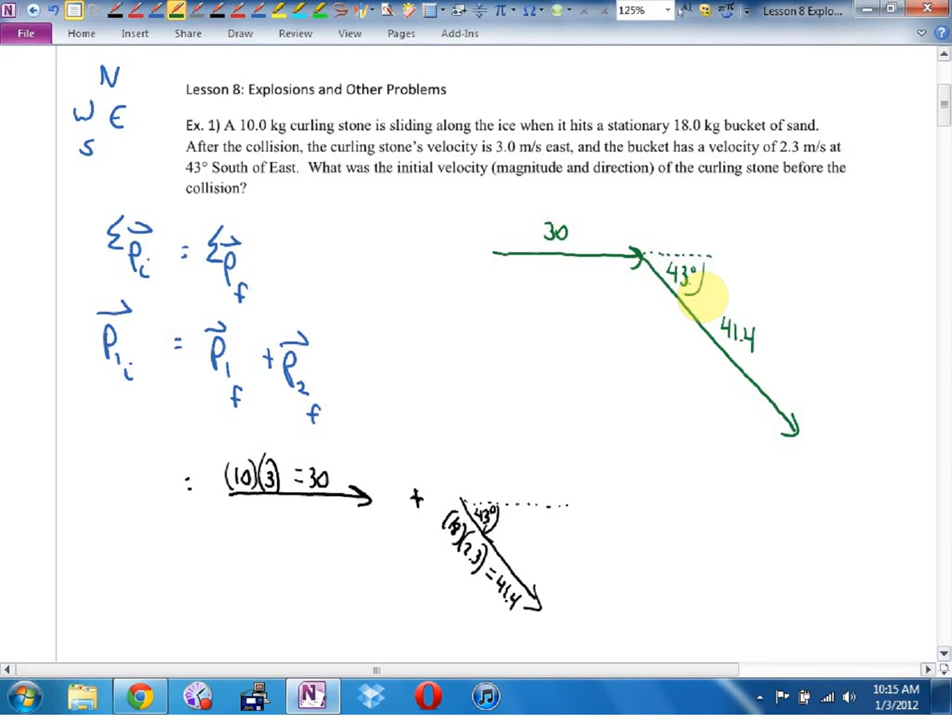 125%
Lesson 8 Explo...
File Home Insert Share Draw Review View Pages Add-Ins
N
W E
S
Lesson 8: Explosions and Other Problems
Ex. 1) A 10.0 kg curling stone is sliding along the ice when it hits a stationary 18.0 kg bucket of sand.
After the collision, the curling stone's velocity is 3.0 m/s east, and the bucket has a velocity of 2.3 m/s at
43° South of East. What was the initial velocity (magnitude and direction) of the curling stone before the
collision?
Σp⃗i = Σp⃗f
30
43°
41.4
P⃗1i = p⃗1f + p⃗2f
= (10)(3) = 30 +
43°
(18)(2.3) = 41.4
10:15 AM
1/3/2012